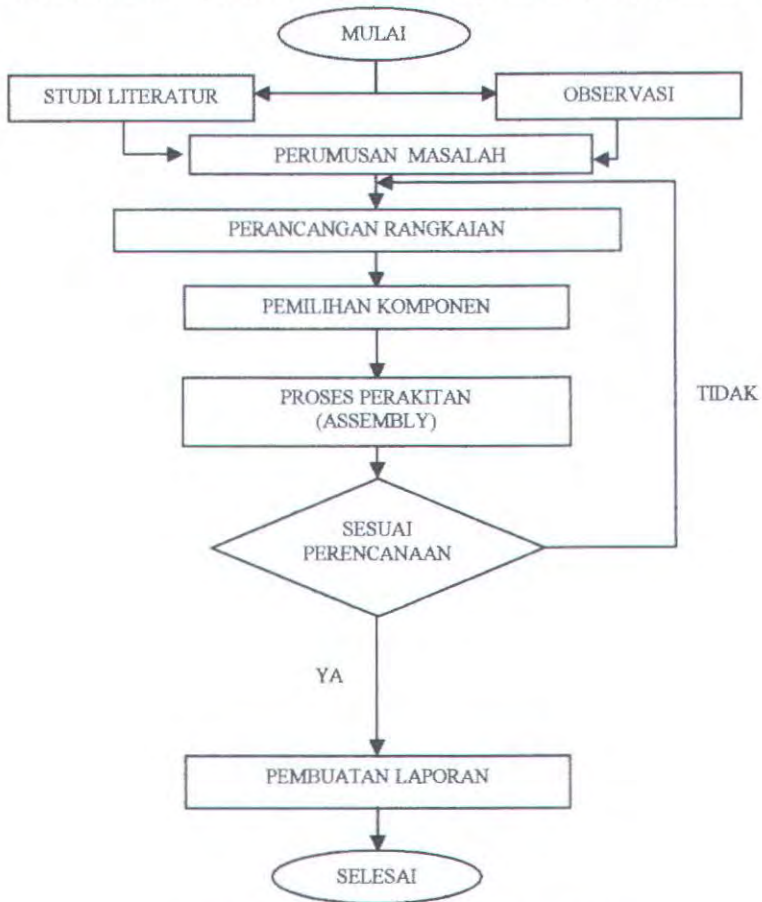 MULAI
STUDI LITERATUR
OBSERVASI
PERUMUSAN MASALAH
PERANCANGAN RANGKAIAN
PEMILIHAN KOMPONEN
PROSES PERAKITAN
(ASSEMBLY)
TIDAK
SESUAI
PERENCANAAN
YA
PEMBUATAN LAPORAN
SELESAI